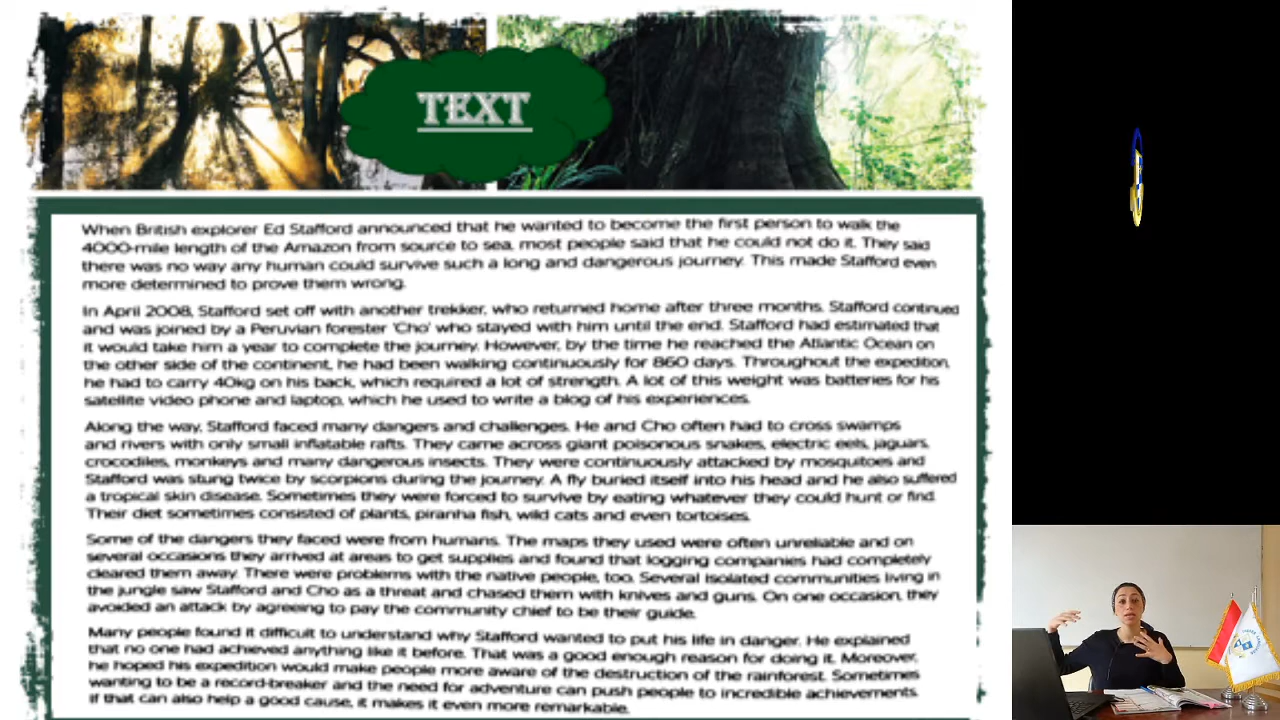 TEXT
When British explorer Ed Stafford announced that he wanted to become the first person to walk the
4000-mile length of the Amazon from source to sea, most people said that he could not do it. They said
there was no way any human could survive such a long and dangerous journey. This made Stafford even
more determined to prove them wrong.
In April 2008, Stafford set off with another trekker, who returned home after three months. Stafford continued
and was joined by a Peruvian forester 'Cho' who stayed with him until the end. Stafford had estimated that
it would take him a year to complete the journey. However, by the time he reached the Atlantic Ocean on
the other side of the continent, he had been walking continuously for 860 days. Throughout the expedition,
he had to carry 40kg on his back, which required a lot of strength. A lot of this weight was batteries for his
satellite video phone and laptop, which he used to write a blog of his experiences.
Along the way, Stafford faced many dangers and challenges. He and Cho often had to cross swamps
and rivers with only small inflatable rafts. They came across giant poisonous snakes, electric eels, jaguars,
crocodiles, monkeys and many dangerous insects. They were continuously attacked by mosquitoes and
Stafford was stung twice by scorpions during the journey. A fly buried itself into his head and he also suffered
a tropical skin disease. Sometimes they were forced to survive by eating whatever they could hunt or find.
Their diet sometimes consisted of plants, piranha fish, wild cats and even tortoises.
Some of the dangers they faced were from humans. The maps they used were often unreliable and on
several occasions they arrived at areas to get supplies and found that logging companies had completely
cleared them away. There were problems with the native people, too. Several isolated communities living in
the jungle saw Stafford and Cho as a threat and chased them with knives and guns. On one occasion, they
avoided an attack by agreeing to pay the community chief to be their guide.
Many people found it difficult to understand why Stafford wanted to put his life in danger. He explained
that no one had achieved anything like it before. That was a good enough reason for doing it. Moreover,
he hoped his expedition would make people more aware of the destruction of the rainforest. Sometimes
wanting to be a record-breaker and the need for adventure can push people to incredible achievements.
If that can also help a good cause, it makes it even more remarkable.